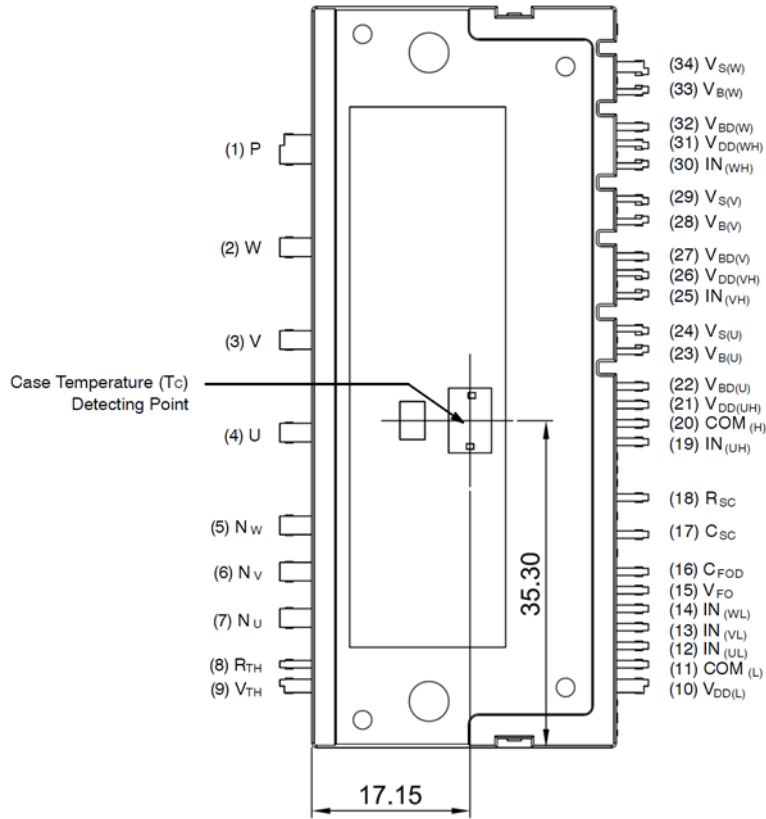 (1) P
(2) W
(3) V
Case Temperature (Tc)
Detecting Point
(4) U
(5) N W
(6) N V
(7) N U
(8) RTH
(9) VTH
(34) VS(W)
(33) VB(W)
(32) VBD(W)
(31) VDD(WH)
(30) IN(WH)
(29) VS(V)
(28) VB(V)
(27) VBD(V)
(26) VDD(VH)
(25) IN(VH)
(24) VS(U)
(23) VB(U)
(22) VBD(U)
(21) VDD(UH)
(20) COM (H)
(19) IN(UH)
(18) RSC
(17) CSC
(16) CFOD
(15) VFO
(14) IN (WL)
(13) IN (VL)
(12) IN (UL)
(11) COM (L)
(10) VDD(L)
35.30
17.15